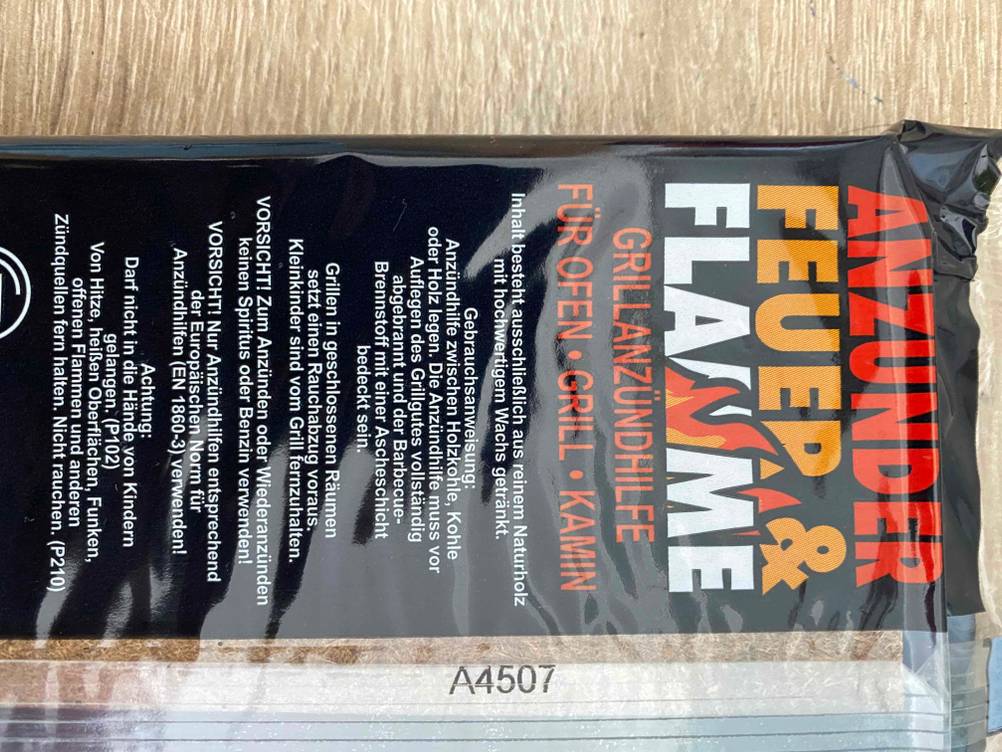 ANZÜNDER
FEUER &
FLAMME
GRILLANZÜNDHILFE
FÜR OFEN • GRILL • KAMIN
Inhalt besteht ausschließlich aus reinem Naturholz
mit hochwertigem Wachs getränkt.
Gebrauchsanweisung:
Anzündhilfe zwischen Holzkohle, Kohle
oder Holz legen. Die Anzündhilfe muss vor
Auflegen des Grillgutes vollständig
abgebrannt und der Barbecue-
Brennstoff mit einer Ascheschicht
bedeckt sein.
Grillen in geschlossenen Räumen
setzt einen Rauchabzug voraus.
Kleinkinder sind vom Grill fernzuhalten.
VORSICHT! Zum Anzünden oder Wiederanzünden
keinen Spiritus oder Benzin verwenden!
VORSICHT! Nur Anzündhilfen entsprechend
der Europäischen Norm für
Anzündhilfen (EN 1860-3) verwenden!
Achtung:
Darf nicht in die Hände von Kindern
gelangen. (P102)
Von Hitze, heißen Oberflächen, Funken,
offenen Flammen und anderen
Zündquellen fern halten. Nicht rauchen. (P210)
A4507